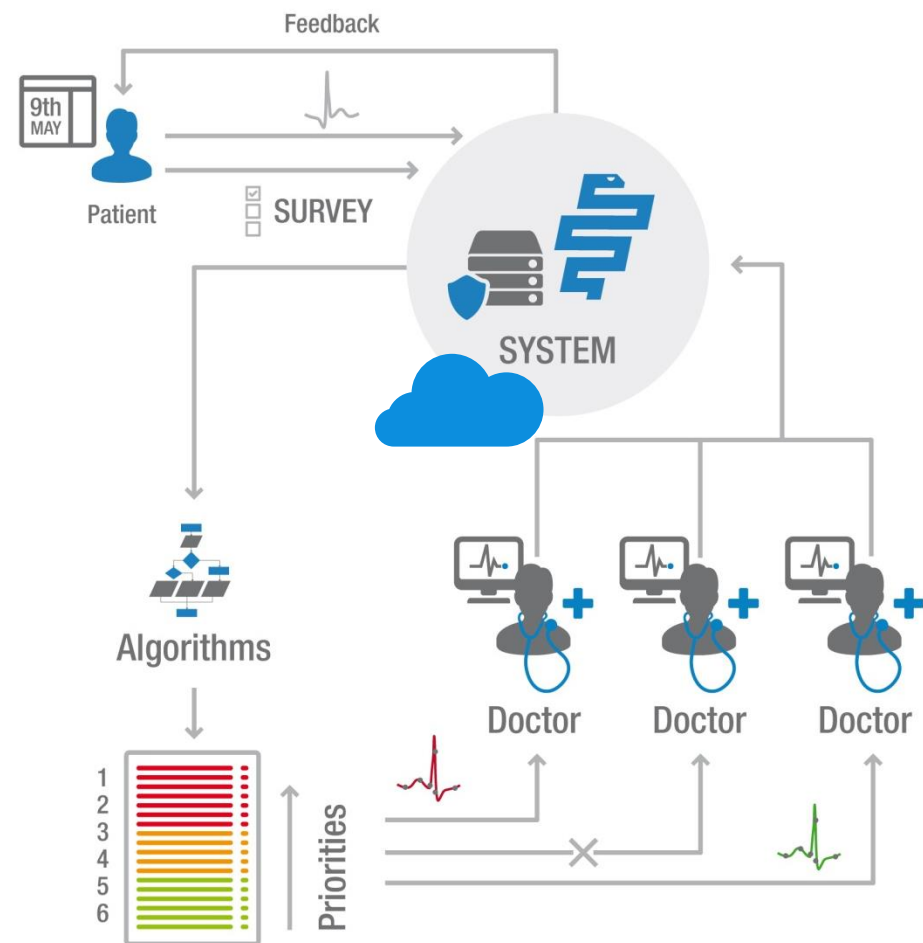 Feedback
9th
MAY
Patient
SURVEY
SYSTEM
Algorithms
Doctor
Doctor
Doctor
1
2
3
4
5
6
Priorities